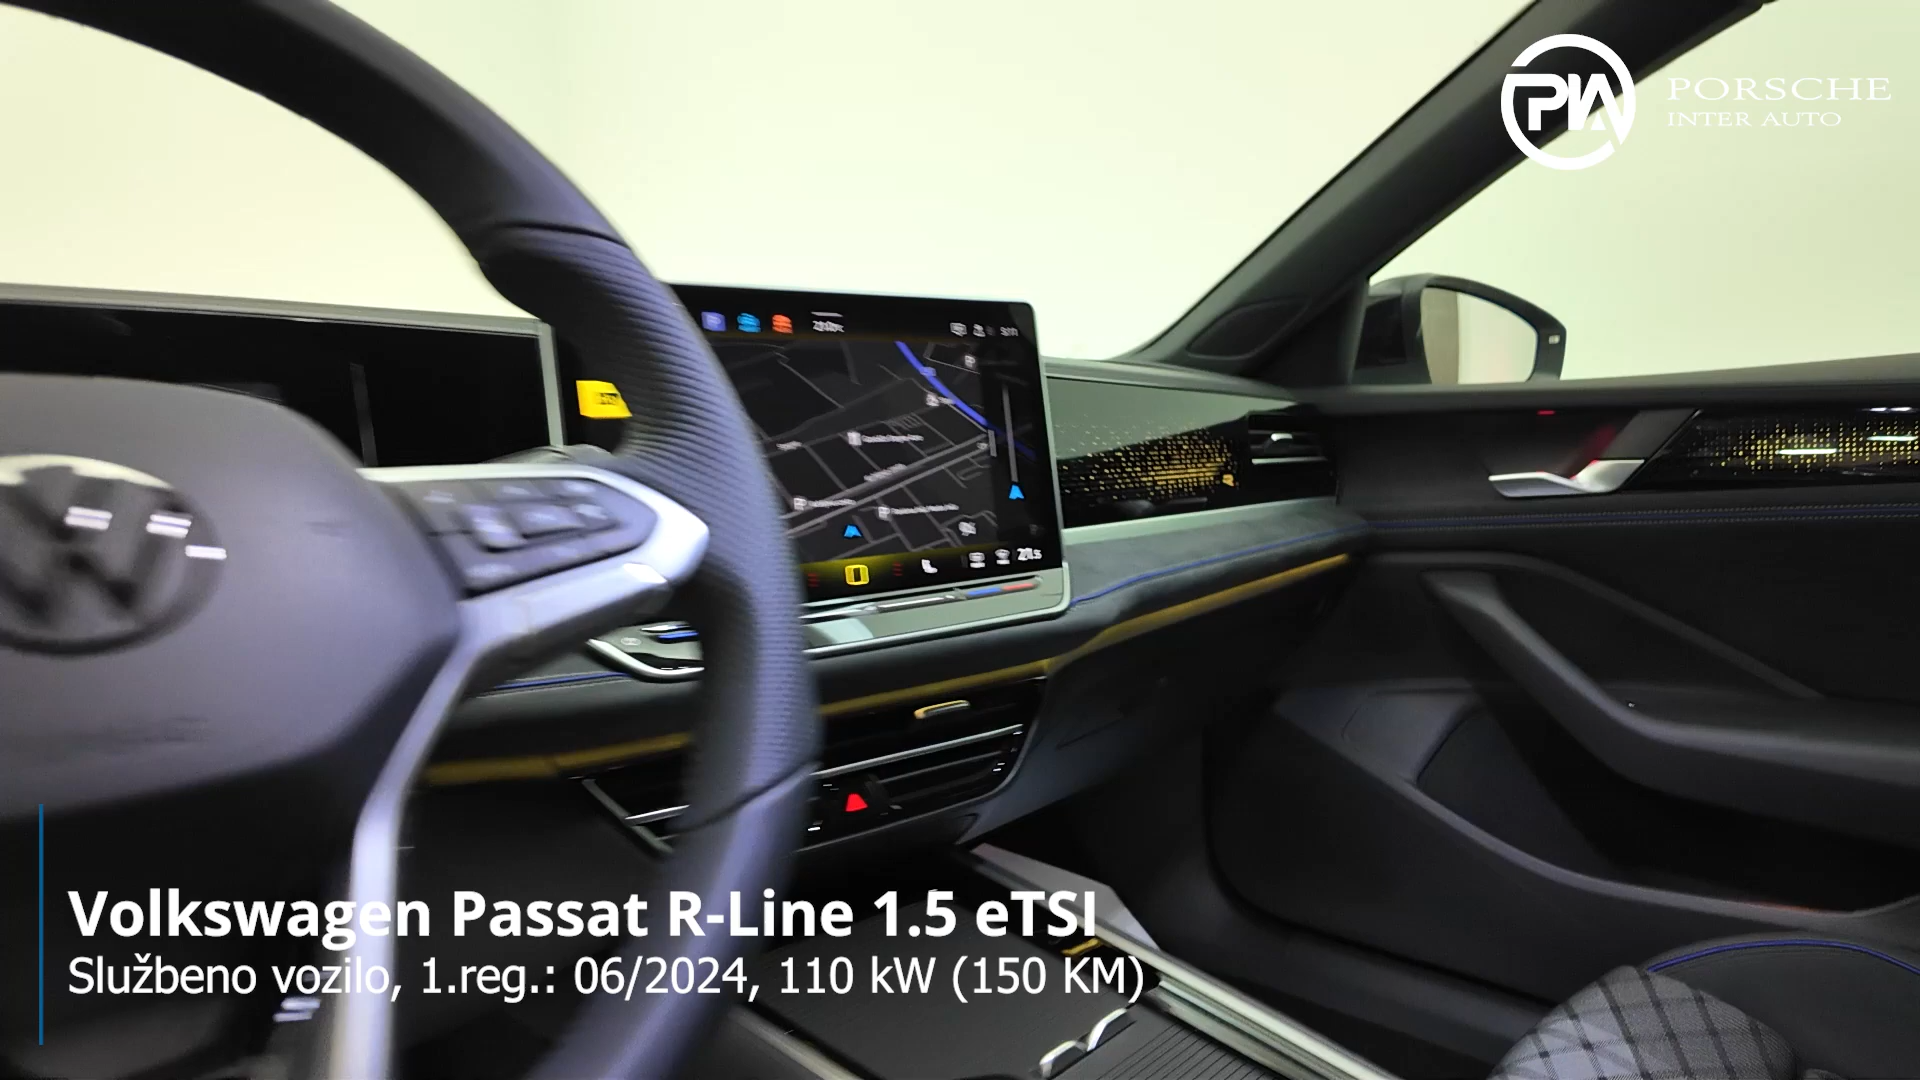 PIA
PORSCHE
INTER AUTO
Volkswagen Passat R-Line 1.5 eTSI
Službeno vozilo, 1.reg.: 06/2024, 110 kW (150 KM)